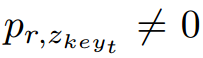 $p_{r,z_{key_t}} \neq 0$